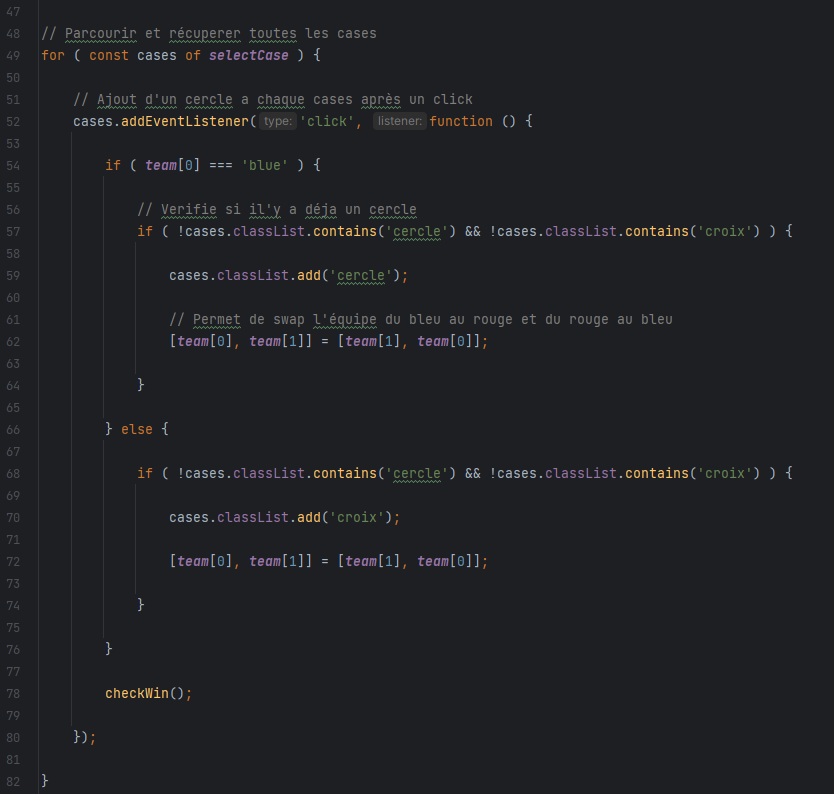 47
48 // Parcourir et récuperer toutes les cases
49 for ( const cases of selectCase ) {
50
51 // Ajout d'un cercle a chaque cases après un click
52 cases.addEventListener( type: 'click', listener: function () {
53
54 if ( team[0] === 'blue' ) {
55
56 // Verifie si il'y a déja un cercle
57 if ( !cases.classList.contains('cercle') && !cases.classList.contains('croix') ) {
58
59 cases.classList.add('cercle');
60
61 // Permet de swap l'équipe du bleu au rouge et du rouge au bleu
62 [team[0], team[1]] = [team[1], team[0]];
63
64 }
65
66 } else {
67
68 if ( !cases.classList.contains('cercle') && !cases.classList.contains('croix') ) {
69
70 cases.classList.add('croix');
71
72 [team[0], team[1]] = [team[1], team[0]];
73
74 }
75
76 }
77
78 checkWin();
79
80 });
81
82 }